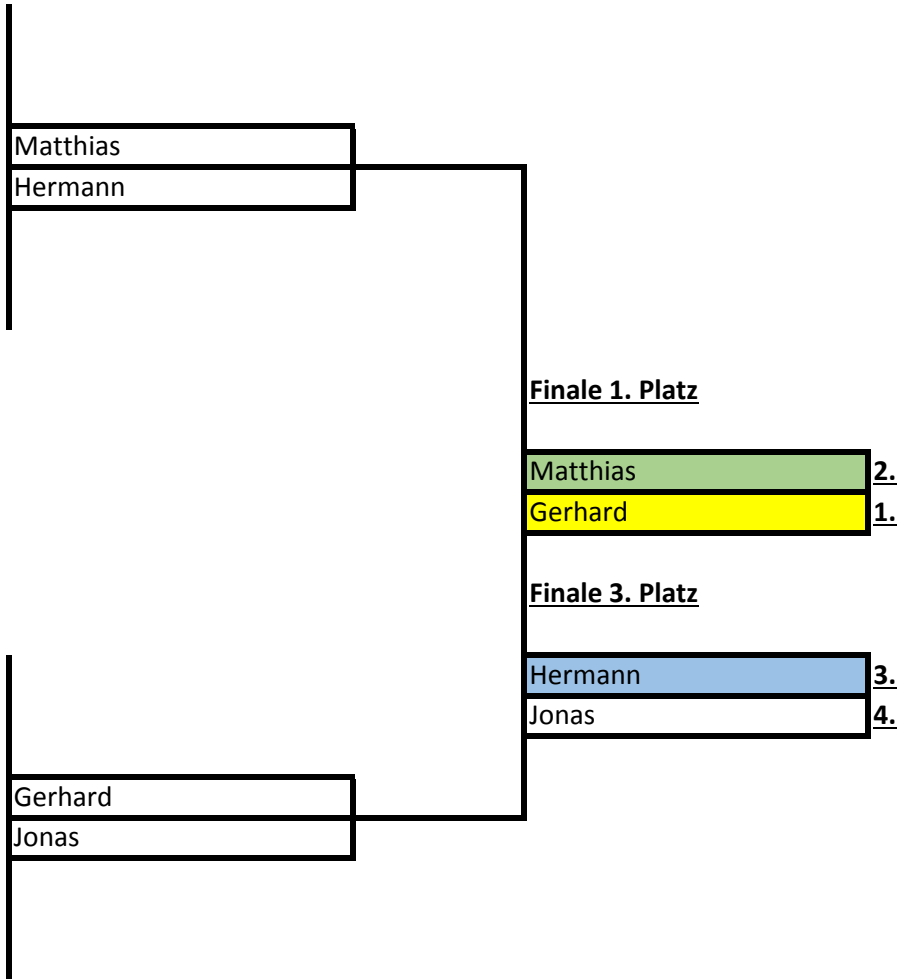 Matthias
Hermann
Finale 1. Platz
Matthias 2.
Gerhard 1.
Finale 3. Platz
Hermann 3.
Jonas 4.
Gerhard
Jonas